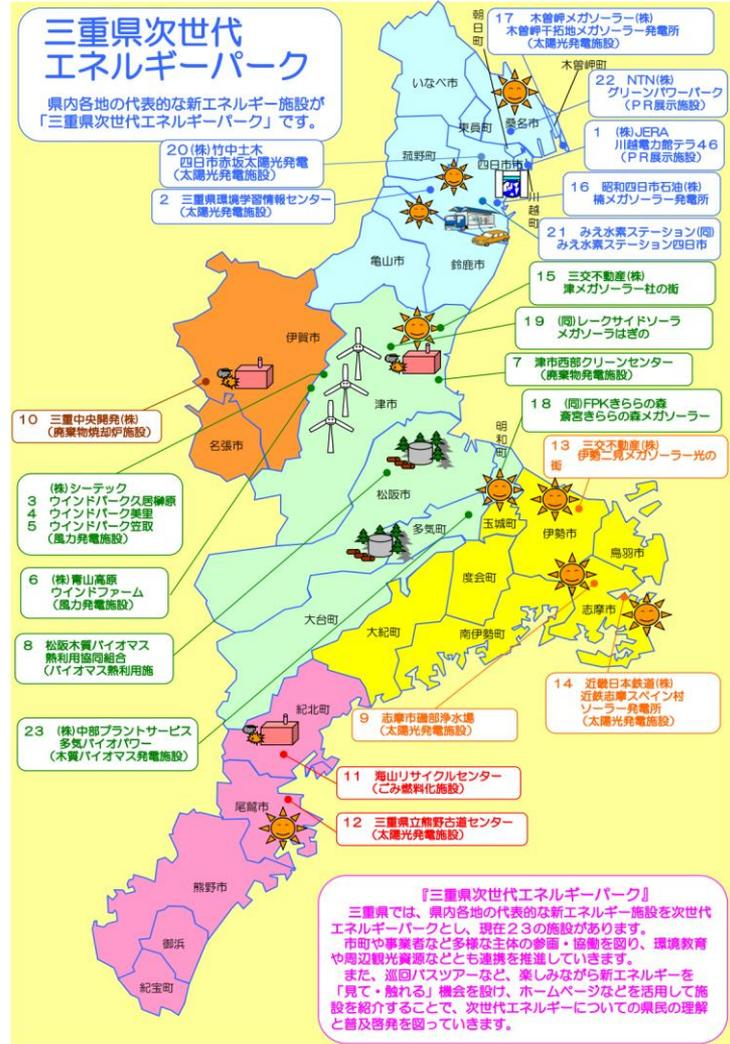 三重県次世代
エネルギーパーク
県内各地の代表的な新エネルギー施設が
「三重県次世代エネルギーパーク」です。
17 木曽岬メガソーラー(株)
木曽岬干拓地メガソーラー発電所
(太陽光発電施設)
朝日町
木曽岬町
いなべ市
東員町
桑名市
22 NTN(株)
グリーンパワーパーク
(PR展示施設)
20(株)竹中土木
四日市赤坂太陽光発電
(太陽光発電施設)
菰野町
四日市市
川越町
1 (株)JERA
川越電力館テラ46
(PR展示施設)
2 三重県環境学習情報センター
(太陽光発電施設)
16 昭和四日市石油(株)
楠メガソーラー発電所
21 みえ水素ステーション(同)
みえ水素ステーション四日市
亀山市
鈴鹿市
15 三交不動産(株)
津メガソーラー杜の街
伊賀市
19 (同)レークサイドソーラ
メガソーラはぎの
7 津市西部クリーンセンター
(廃棄物発電施設)
津市
18 (同)FPKきららの森
斎宮きららの森メガソーラー
10 三重中央開発(株)
(廃棄物焼却炉施設)
名張市
明和町
13 三交不動産(株)
伊勢二見メガソーラー光の
街
(株)シーテック
3 ウインドパーク久居榊原
4 ウインドパーク美里
5 ウインドパーク笠取
(風力発電施設)
松阪市
多気町
玉城町
伊勢市
鳥羽市
6 (株)青山高原
ウインドファーム
(風力発電施設)
度会町
志摩市
大台町
大紀町
南伊勢町
8 松阪木質バイオマス
熱利用協同組合
(バイオマス熱利用施
14 近畿日本鉄道(株)
近鉄志摩スペイン村
ソーラー発電所
(太陽光発電施設)
紀北町
9 志摩市磯部浄水場
(太陽光発電施設)
23 (株)中部プラントサービス
多気バイオパワー
(木質バイオマス発電施設)
11 海山リサイクルセンター
(ごみ燃料化施設)
尾鷲市
12 三重県立熊野古道センター
(太陽光発電施設)
熊野市
御浜
紀宝町
『三重県次世代エネルギーパーク』
三重県では、県内各地の代表的な新エネルギー施設を次世代
エネルギーパークとし、現在23の施設があります。
市町や事業者など多様な主体の参画・協働を図り、環境教育
や周辺観光資源などとも連携を推進していきます。
また、巡回バスツアーなど、楽しみながら新エネルギーを
「見て・触れる」機会を設け、ホームページなどを活用して施
設を紹介することで、次世代エネルギーについての県民の理解
と普及啓発を図っていきます。